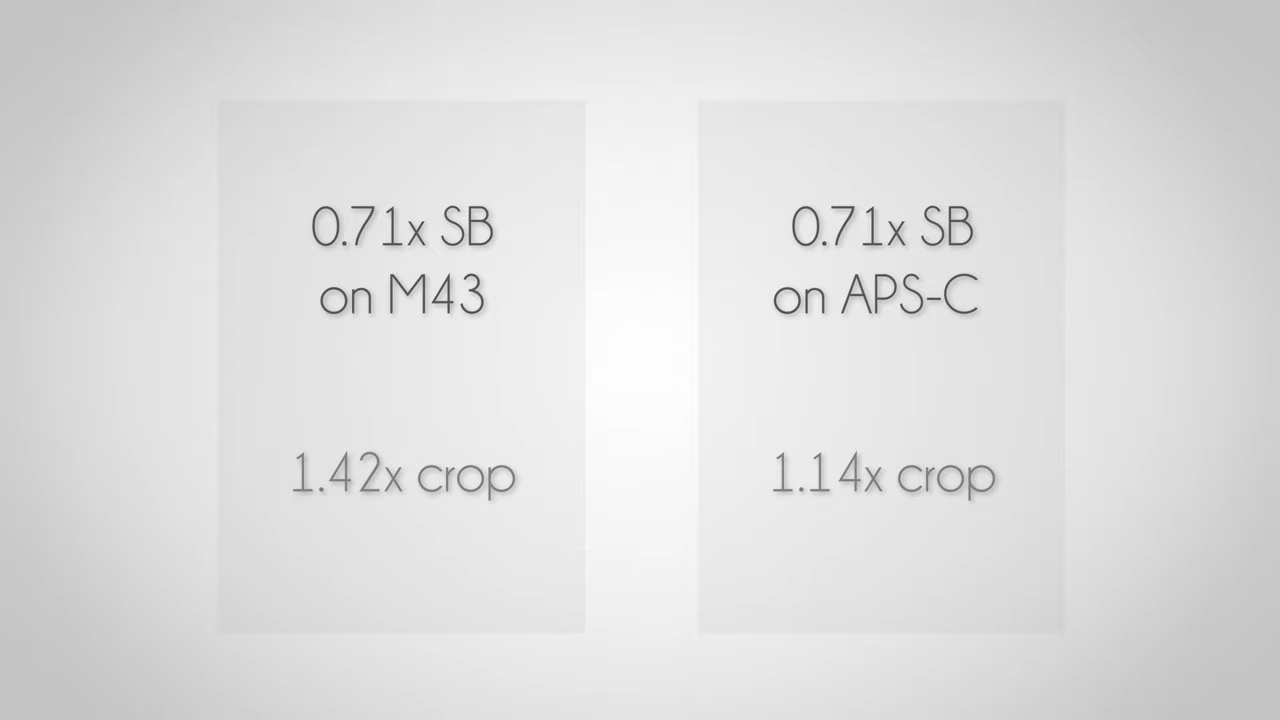 0.71x SB
on M43
1.42x crop
0.71x SB
on APS-C
1.14x crop